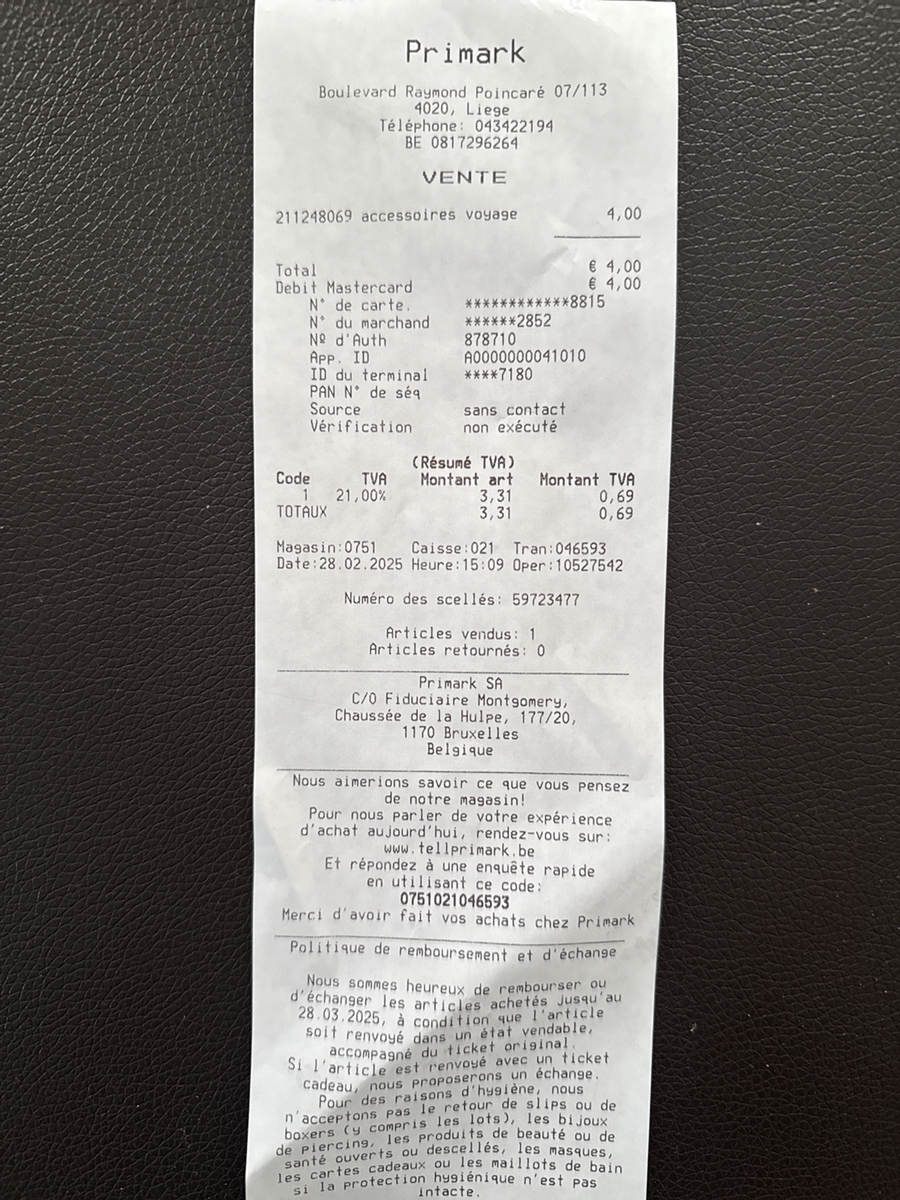 Primark
Boulevard Raymond Poincaré 07/113
4020, Liege
Téléphone: 043422194
BE 0817296264
VENTE
211248069 accessoires voyage 4,00
Total € 4,00
Debit Mastercard € 4,00
N° de carte. ************8815
N° du marchand ******2852
Nº d'Auth 878710
App. ID A0000000041010
ID du terminal ****7180
PAN N° de séq
Source sans contact
Vérification non exécuté
(Résumé TVA)
Code TVA Montant art Montant TVA
1 21,00% 3,31 0,69
TOTAUX 3,31 0,69
Magasin:0751 Caisse:021 Tran:046593
Date:28.02.2025 Heure:15:09 Oper:10527542
Numéro des scellés: 59723477
Articles vendus: 1
Articles retournés: 0
Primark SA
C/O Fiduciaire Montgomery,
Chaussée de la Hulpe, 177/20,
1170 Bruxelles
Belgique
Nous aimerions savoir ce que vous pensez
de notre magasin!
Pour nous parler de votre expérience
d'achat aujourd'hui, rendez-vous sur:
www.tellprimark.be
Et répondez à une enquête rapide
en utilisant ce code:
0751021046593
Merci d'avoir fait vos achats chez Primark
Politique de remboursement et d'échange
Nous sommes heureux de rembourser ou
d'échanger les articles achetés jusqu'au
28.03.2025, à condition que l'article
soit renvoyé dans un état vendable,
accompagné du ticket original.
Si l'article est renvoyé avec un ticket
cadeau, nous proposerons un échange.
Pour des raisons d'hygiène, nous
n'acceptons pas le retour de slips ou de
boxers (y compris les lots), les bijoux
de piercing, les produits de beauté ou de
santé ouverts ou descellés, les masques,
les cartes cadeaux ou les maillots de bain
si la protection hygiénique n'est pas
intacte.